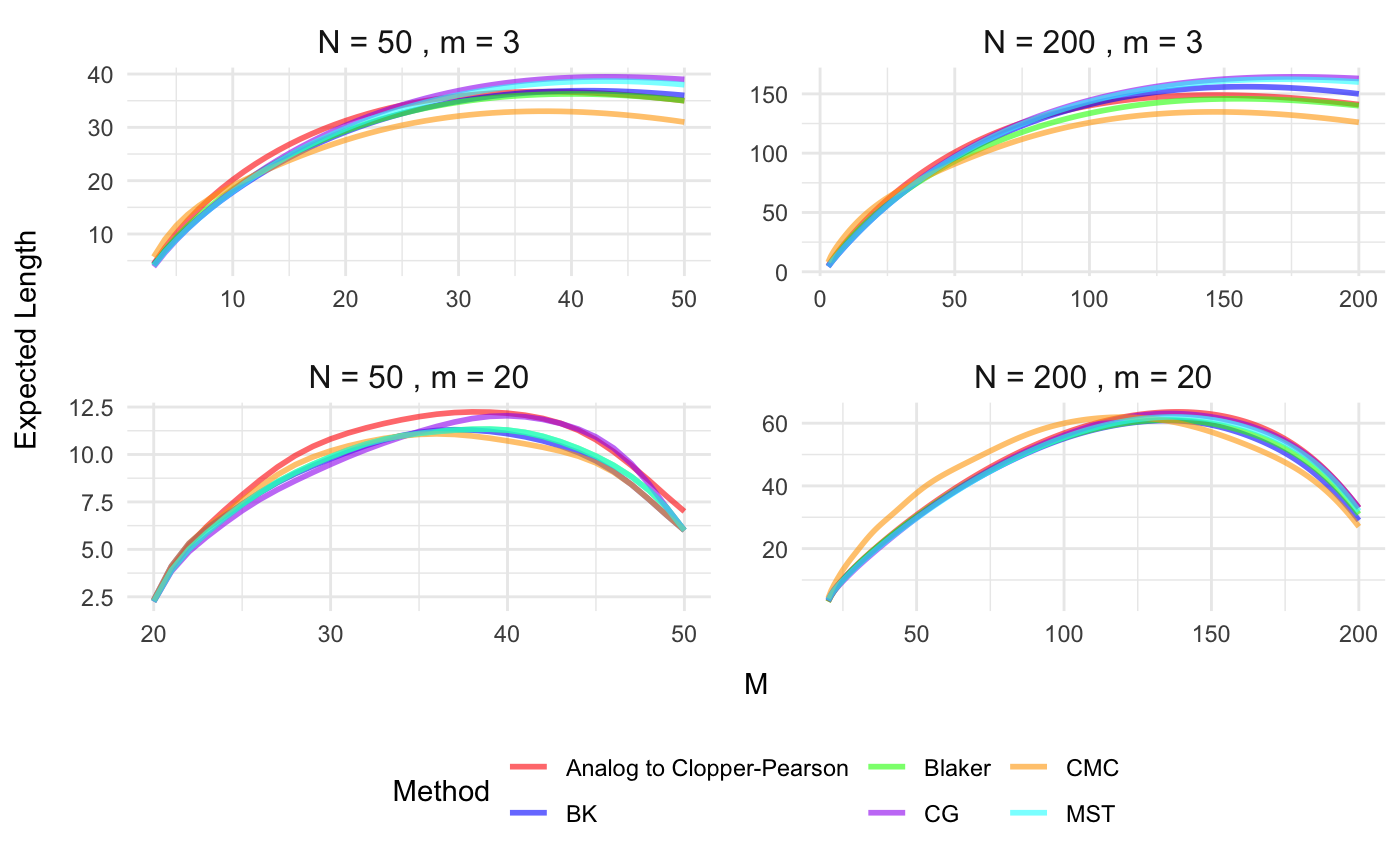 N = 50 , m = 3
N = 200 , m = 3
40
30
20
10
10 20 30 40 50
150
100
50
0
0 50 100 150 200
Expected Length
N = 50 , m = 20
N = 200 , m = 20
12.5
10.0
7.5
5.0
2.5
20 30 40 50
60
40
20
50 100 150 200
M
Method
Analog to Clopper-Pearson Blaker CMC
BK CG MST